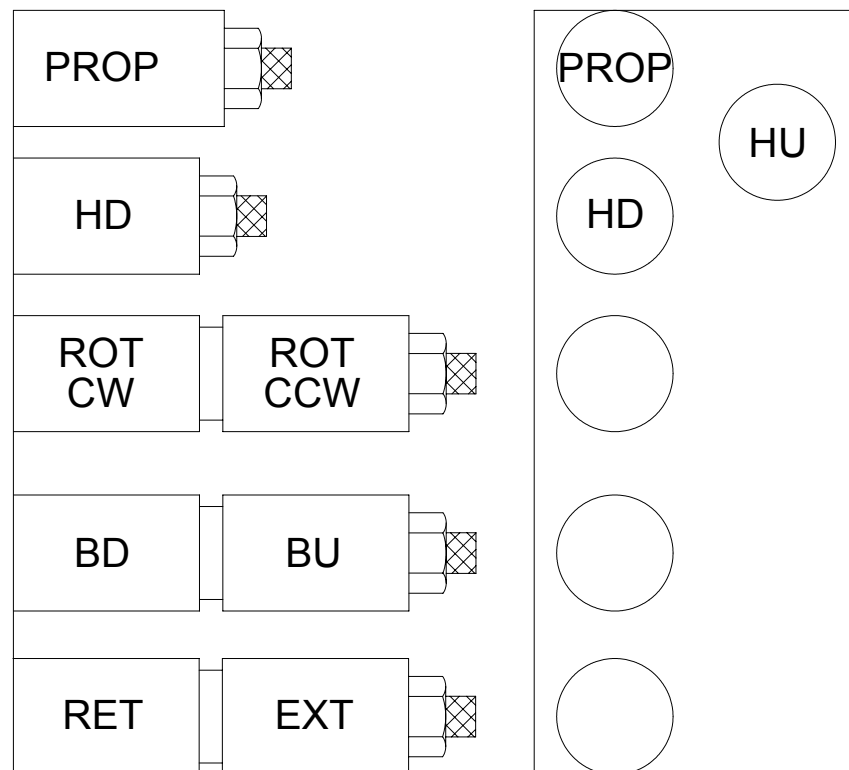 PROP
HD
ROT
CW
ROT
CCW
BD
BU
RET
EXT
PROP
HU
HD